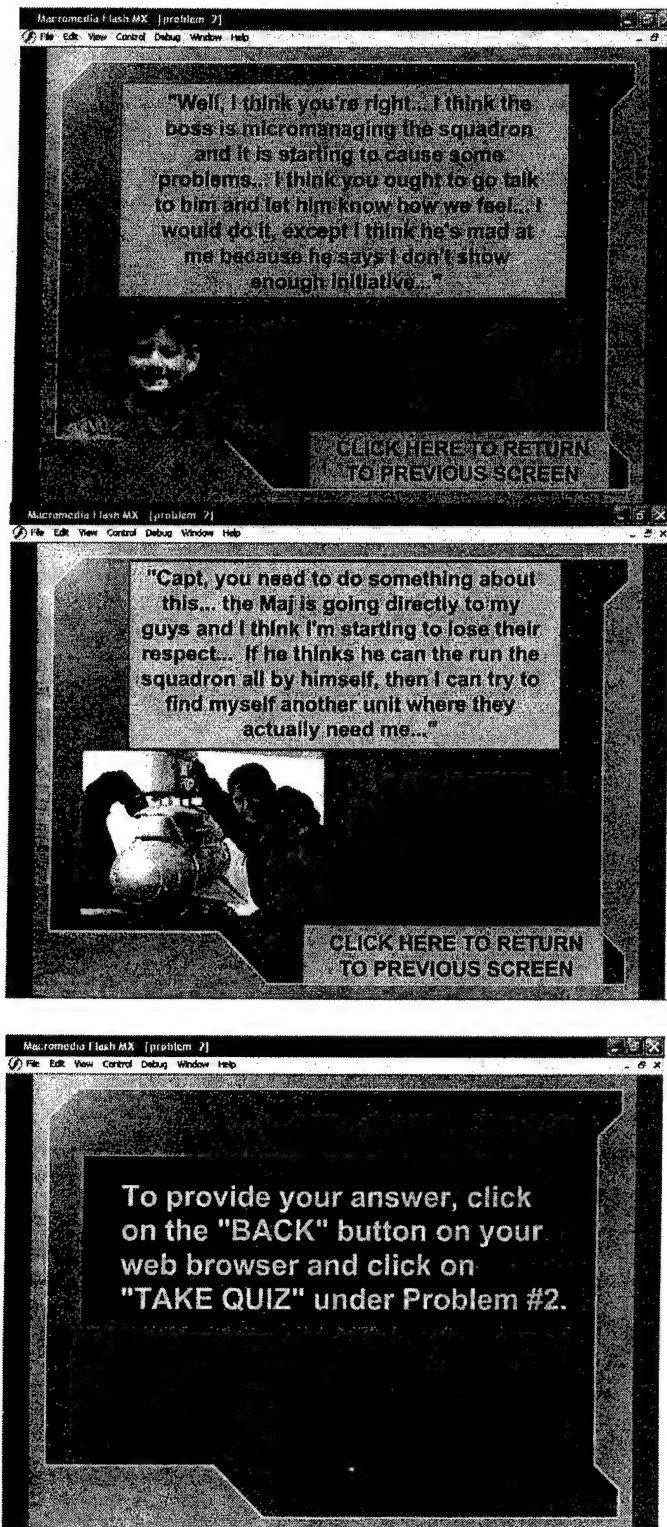 Macromedia Flash MX - [problem_2]
File Edit View Control Debug Window Help
"Well, I think you're right... I think the
boss is micromanaging the squadron
and it is starting to cause some
problems... I think you ought to go talk
to him and let him know how we feel... I
would do it, except I think he's mad at
me because he says I don't show
enough initiative..."
CLICK HERE TO RETURN
TO PREVIOUS SCREEN
Macromedia Flash MX - [problem_2]
File Edit View Control Debug Window Help
"Capt, you need to do something about
this... the Maj is going directly to my
guys and I think I'm starting to lose their
respect... If he thinks he can the run the
squadron all by himself, then I can try to
find myself another unit where they
actually need me..."
CLICK HERE TO RETURN
TO PREVIOUS SCREEN
Macromedia Flash MX - [problem_2]
File Edit View Control Debug Window Help
To provide your answer, click
on the "BACK" button on your
web browser and click on
"TAKE QUIZ" under Problem #2.